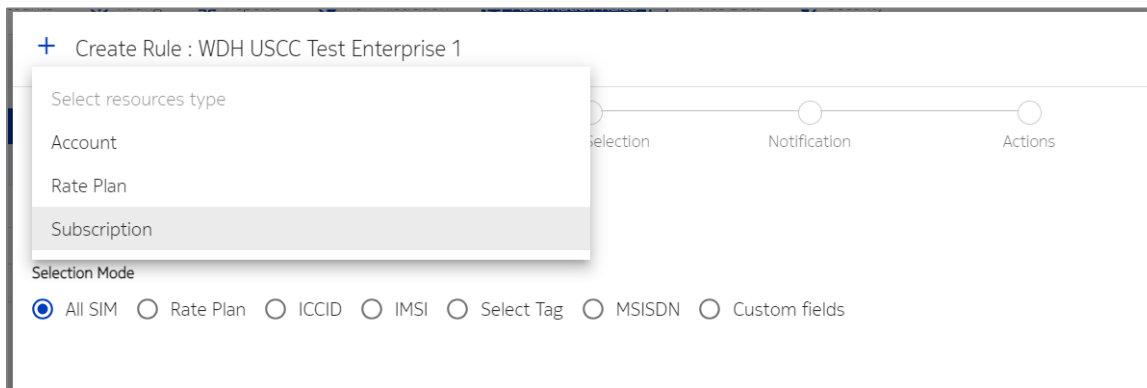 Create Rule : WDH USCC Test Enterprise 1
Select resources type
Account
Rate Plan
Subscription
Selection Notification Actions
Selection Mode
All SIM Rate Plan ICCID IMSI Select Tag MSISDN Custom fields